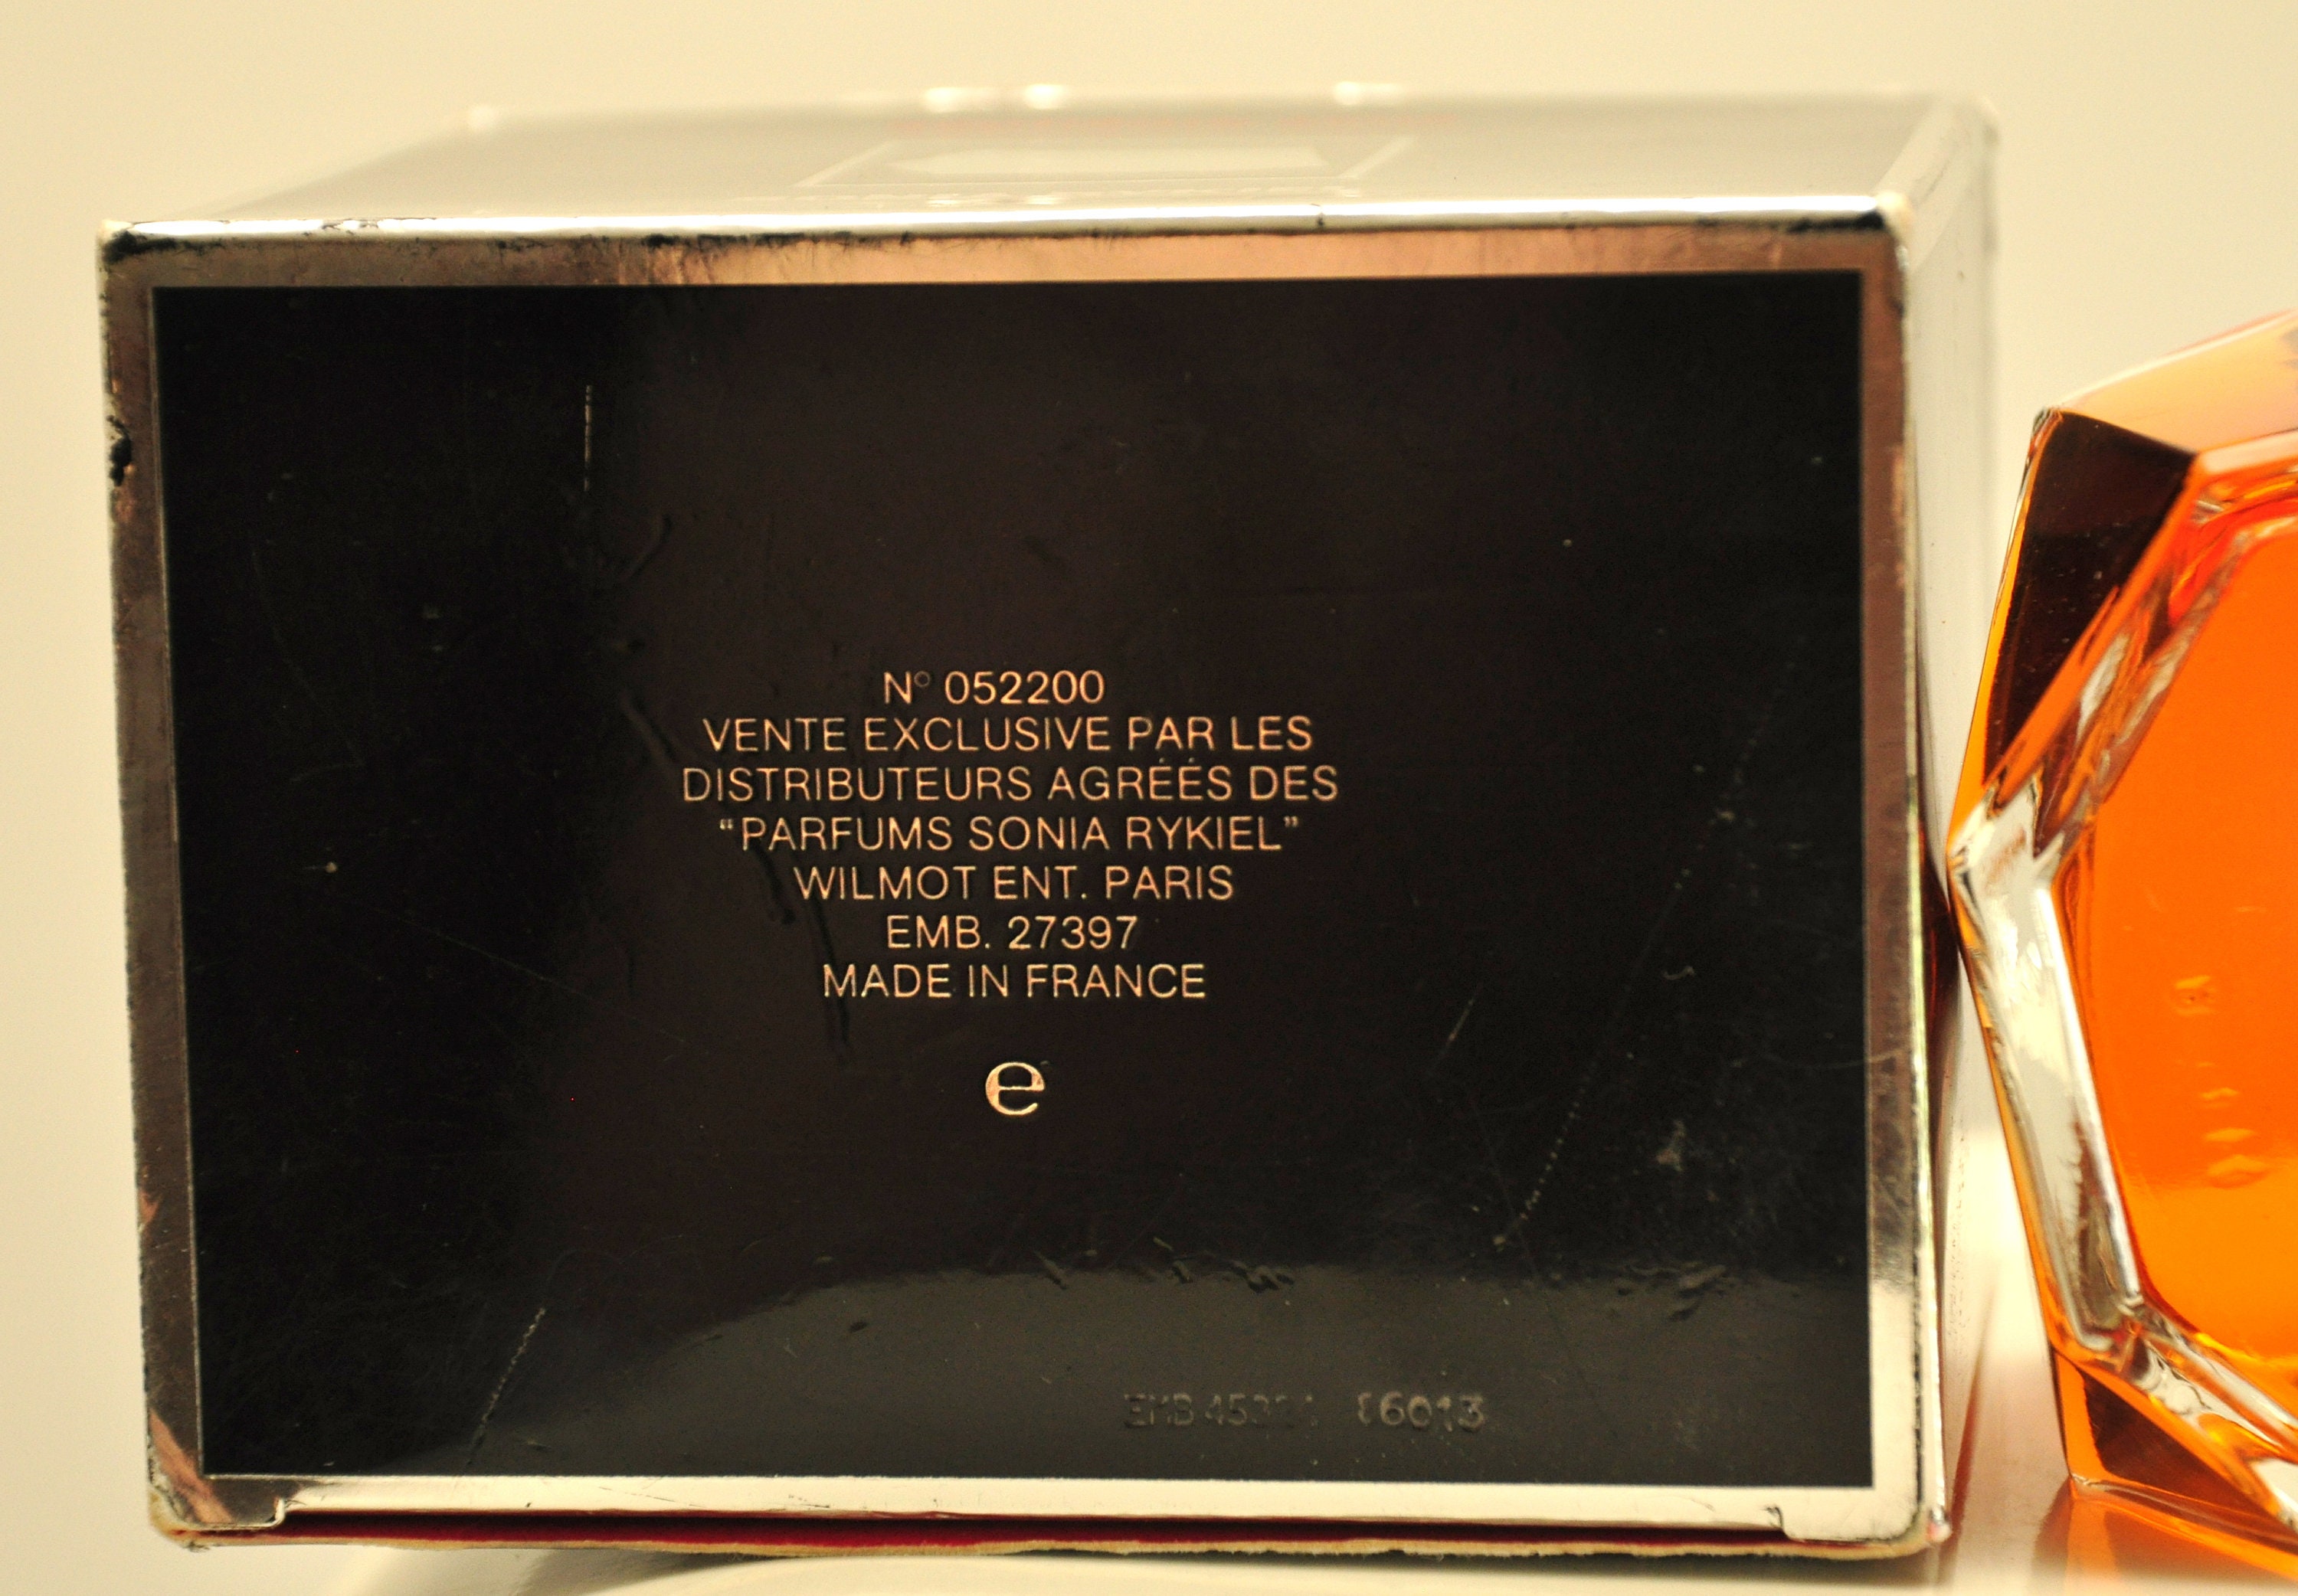 N° 052200
VENTE EXCLUSIVE PAR LES
DISTRIBUTEURS AGRÉÉS DES
“PARFUMS SONIA RYKIEL”
WILMOT ENT. PARIS
EMB. 27397
MADE IN FRANCE
e
EMB